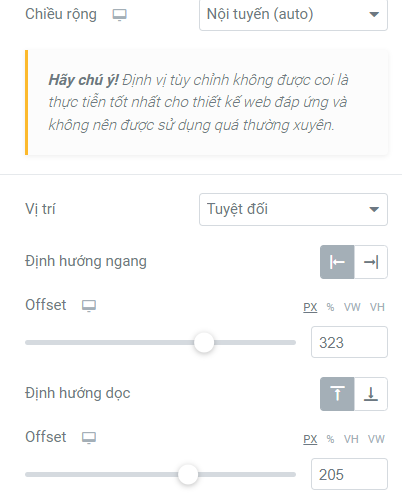 Chiều rộng
Nội tuyến (auto)
Hãy chú ý! Định vị tùy chỉnh không được coi là
thực tiễn tốt nhất cho thiết kế web đáp ứng và
không nên được sử dụng quá thường xuyên.
Vị trí
Tuyệt đối
Định hướng ngang
Offset
PX % VW VH
323
Định hướng dọc
Offset
PX % VH VW
205